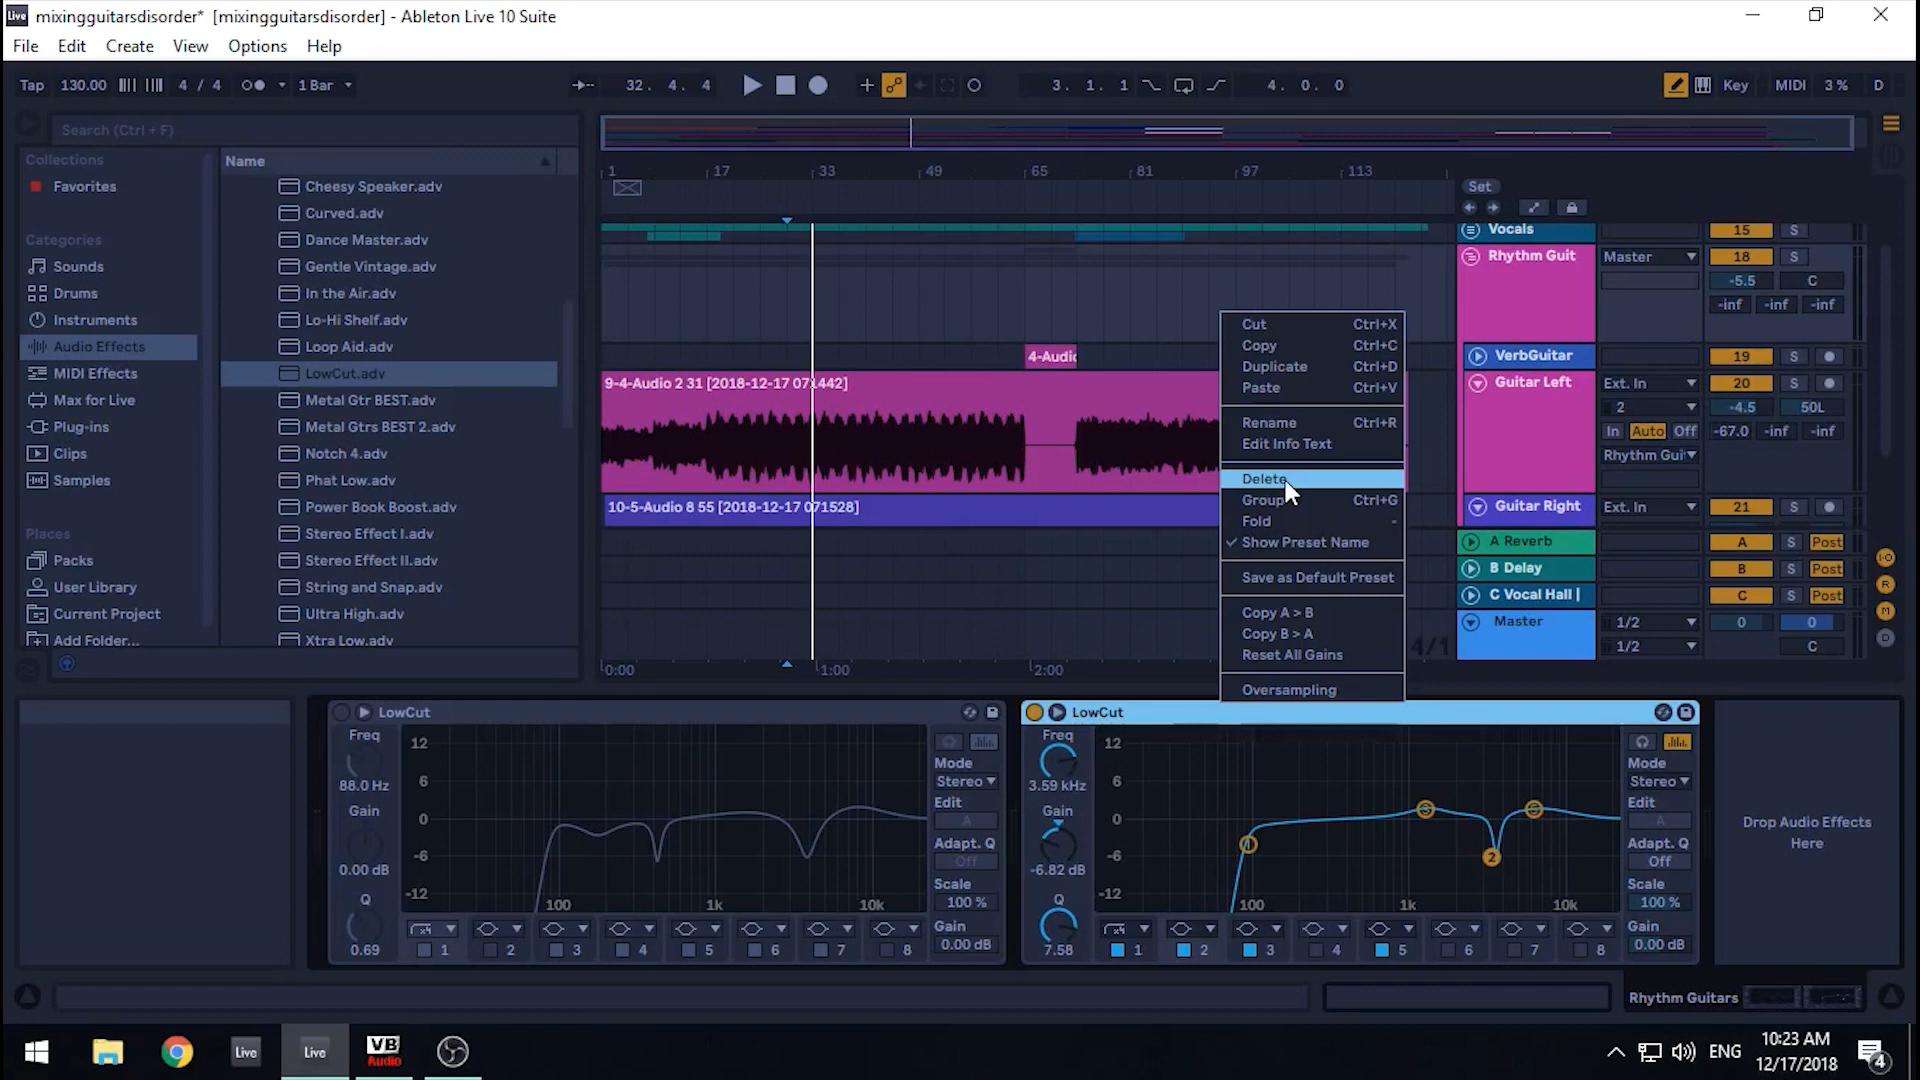 mixingguitarsdisorder* [mixingguitarsdisorder] - Ableton Live 10 Suite
File Edit Create View Options Help
Tap 130.00 4 / 4 1 Bar 32. 4. 4 3. 1. 1 4. 0. 0 Key MIDI 3 % D
Search (Ctrl + F)
Collections
Favorites
Categories
Sounds
Drums
Instruments
Audio Effects
MIDI Effects
Max for Live
Plug-ins
Clips
Samples
Places
Packs
User Library
Current Project
Add Folder...
Name
Cheesy Speaker.adv
Curved.adv
Dance Master.adv
Gentle Vintage.adv
In the Air.adv
Lo-Hi Shelf.adv
Loop Aid.adv
LowCut.adv
Metal Gtr BEST.adv
Metal Gtrs BEST 2.adv
Notch 4.adv
Phat Low.adv
Power Book Boost.adv
Stereo Effect I.adv
Stereo Effect II.adv
String and Snap.adv
Ultra High.adv
Xtra Low.adv
1 17 33 49 65 81 97 113
Set
4-Audio
9-4-Audio 2 31 [2018-12-17 071442]
10-5-Audio 8 55 [2018-12-17 071528]
0:00 1:00 2:00
4/1
Cut Ctrl+X
Copy Ctrl+C
Duplicate Ctrl+D
Paste Ctrl+V
Rename Ctrl+R
Edit Info Text
Delete
Group Ctrl+G
Fold -
Show Preset Name
Save as Default Preset
Copy A > B
Copy B > A
Reset All Gains
Oversampling
Vocals 15 S
Rhythm Guit Master 18 S
-5.5 C
-inf -inf -inf
VerbGuitar 19 S
Guitar Left Ext. In 20 S
2 -4.5 50L
In Auto Off -67.0 -inf -inf
Rhythm Guit
Guitar Right Ext. In 21 S
A Reverb A S Post
B Delay B S Post
C Vocal Hall | C S Post
Master 1/2 0 0
1/2 C
LowCut
Freq
88.0 Hz
Gain
0.00 dB
Q
0.69
12
6
0
-6
-12
100 1k 10k
1 2 3 4 5 6 7 8
Mode
Stereo
Edit
A
Adapt. Q
Off
Scale
100 %
Gain
0.00 dB
LowCut
Freq
3.59 kHz
Gain
-6.82 dB
Q
7.58
12
6
0
-6
-12
100 1k 10k
1 2 3 5
1 2 3 4 5 6 7 8
Mode
Stereo
Edit
A
Adapt. Q
Off
Scale
100 %
Gain
0.00 dB
Drop Audio Effects
Here
Rhythm Guitars
Live Live VB Audio
ENG
10:23 AM
12/17/2018
4